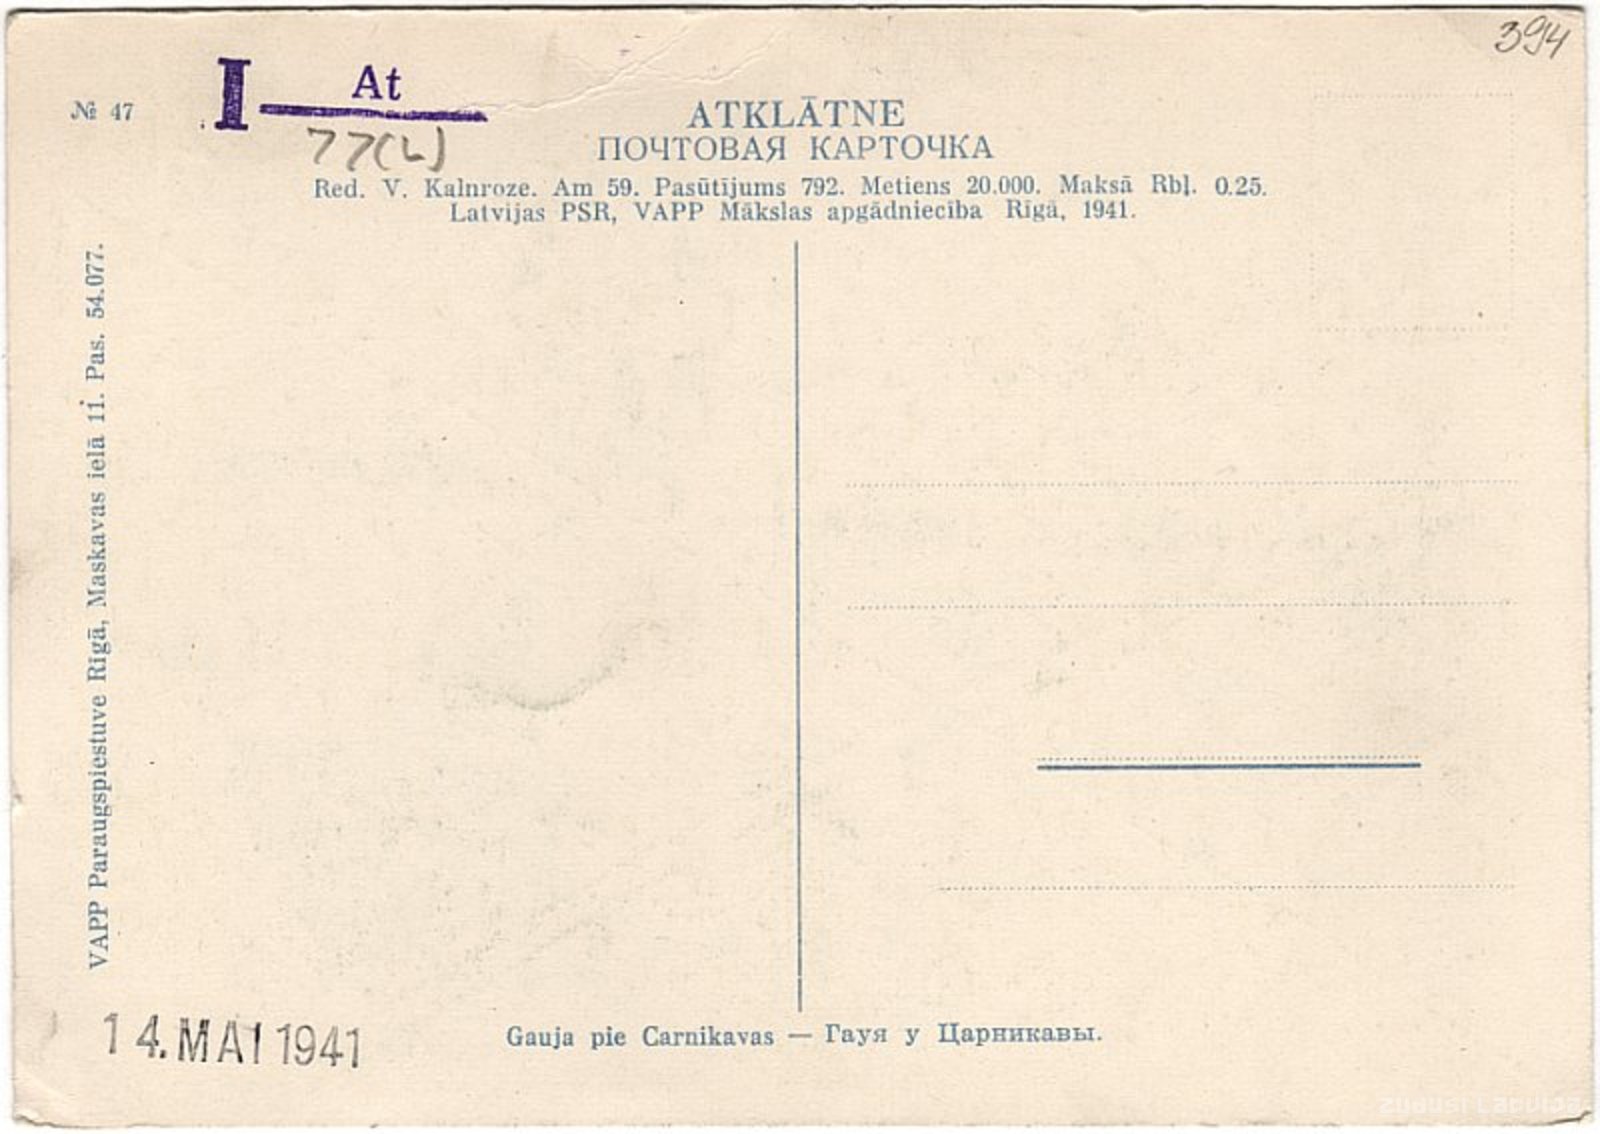 394
№ 47
I At
77(L)
ATKLĀTNE
ПОЧТОВАЯ КАРТОЧКА
Red. V. Kalnroze. Am 59. Pasūtījums 792. Metiens 20.000. Maksā Rbļ. 0.25.
Latvijas PSR, VAPP Mākslas apgādniecība Rīgā, 1941.
VAPP Paraugspiestuve Rīgā, Maskavas ielā 11. Pas. 54.077.
14. MAI 1941
Gauja pie Carnikavas — Гауя у Царникавы.
zudusi Latvija